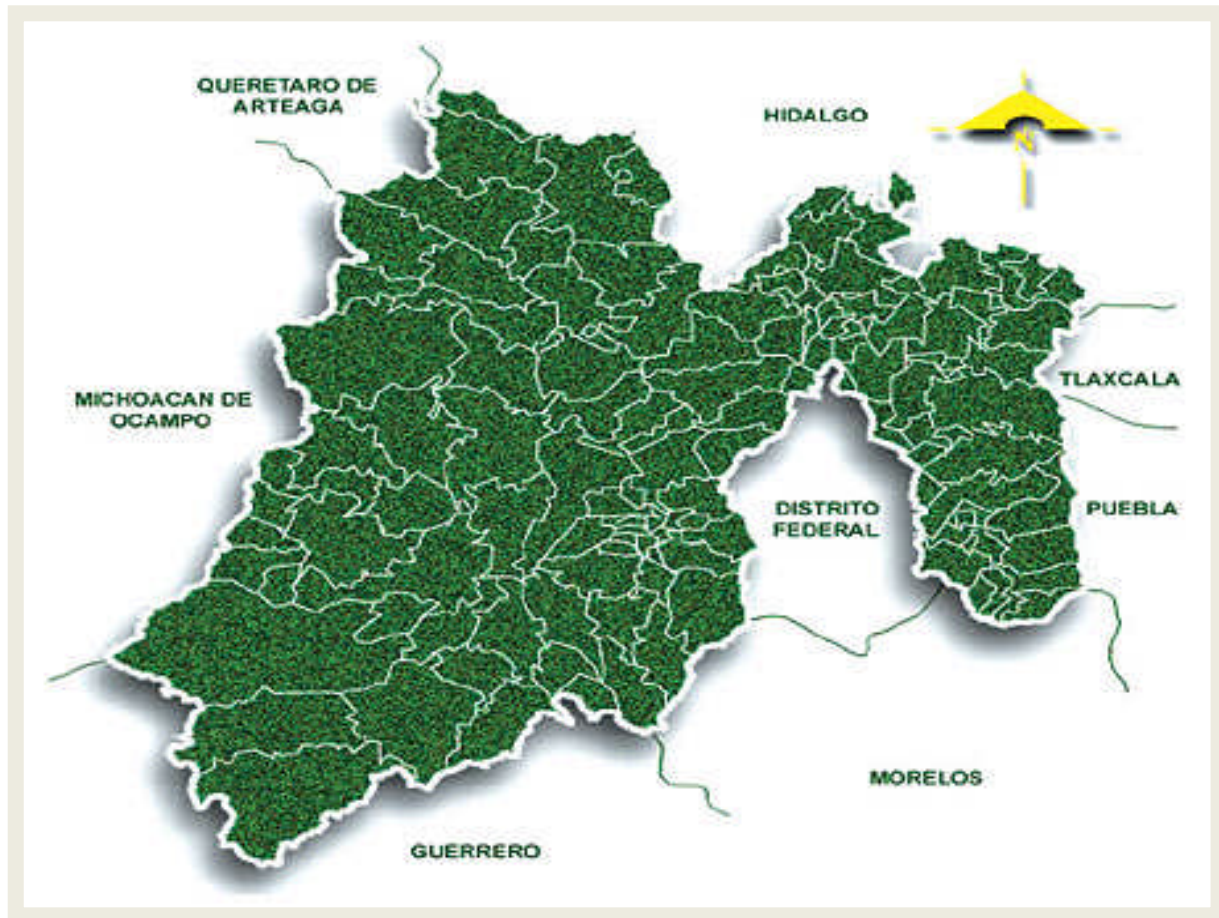 QUERETARO DE
ARTEAGA
HIDALGO
N
TLAXCALA
MICHOACAN DE
OCAMPO
DISTRITO
FEDERAL
PUEBLA
MORELOS
GUERRERO